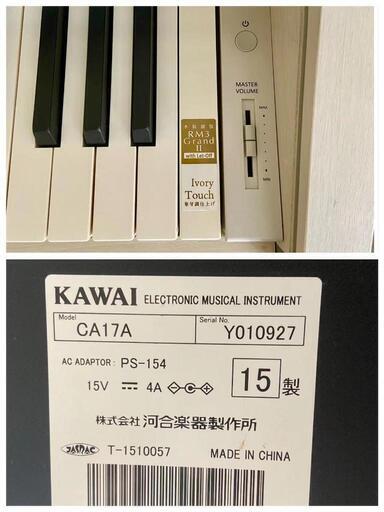 MASTER
VOLUME
MAX
MIN
木製鍵盤
RM3
Grand
II
with Let-Off
Ivory
Touch
象牙調仕上げ
KAWAI ELECTRONIC MUSICAL INSTRUMENT
Model
CA17A
Serial No.
Y010927
AC ADAPTOR: PS-154
15V 4A
15 製
株式会社 河合楽器製作所
JASRAC
T-1510057
MADE IN CHINA